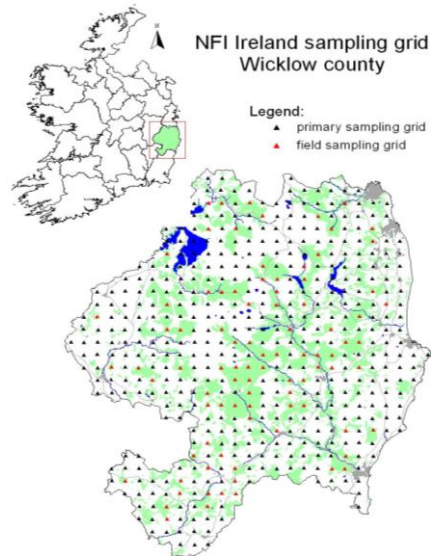 NFI Ireland sampling grid
Wicklow county
N
Legend:
primary sampling grid
field sampling grid